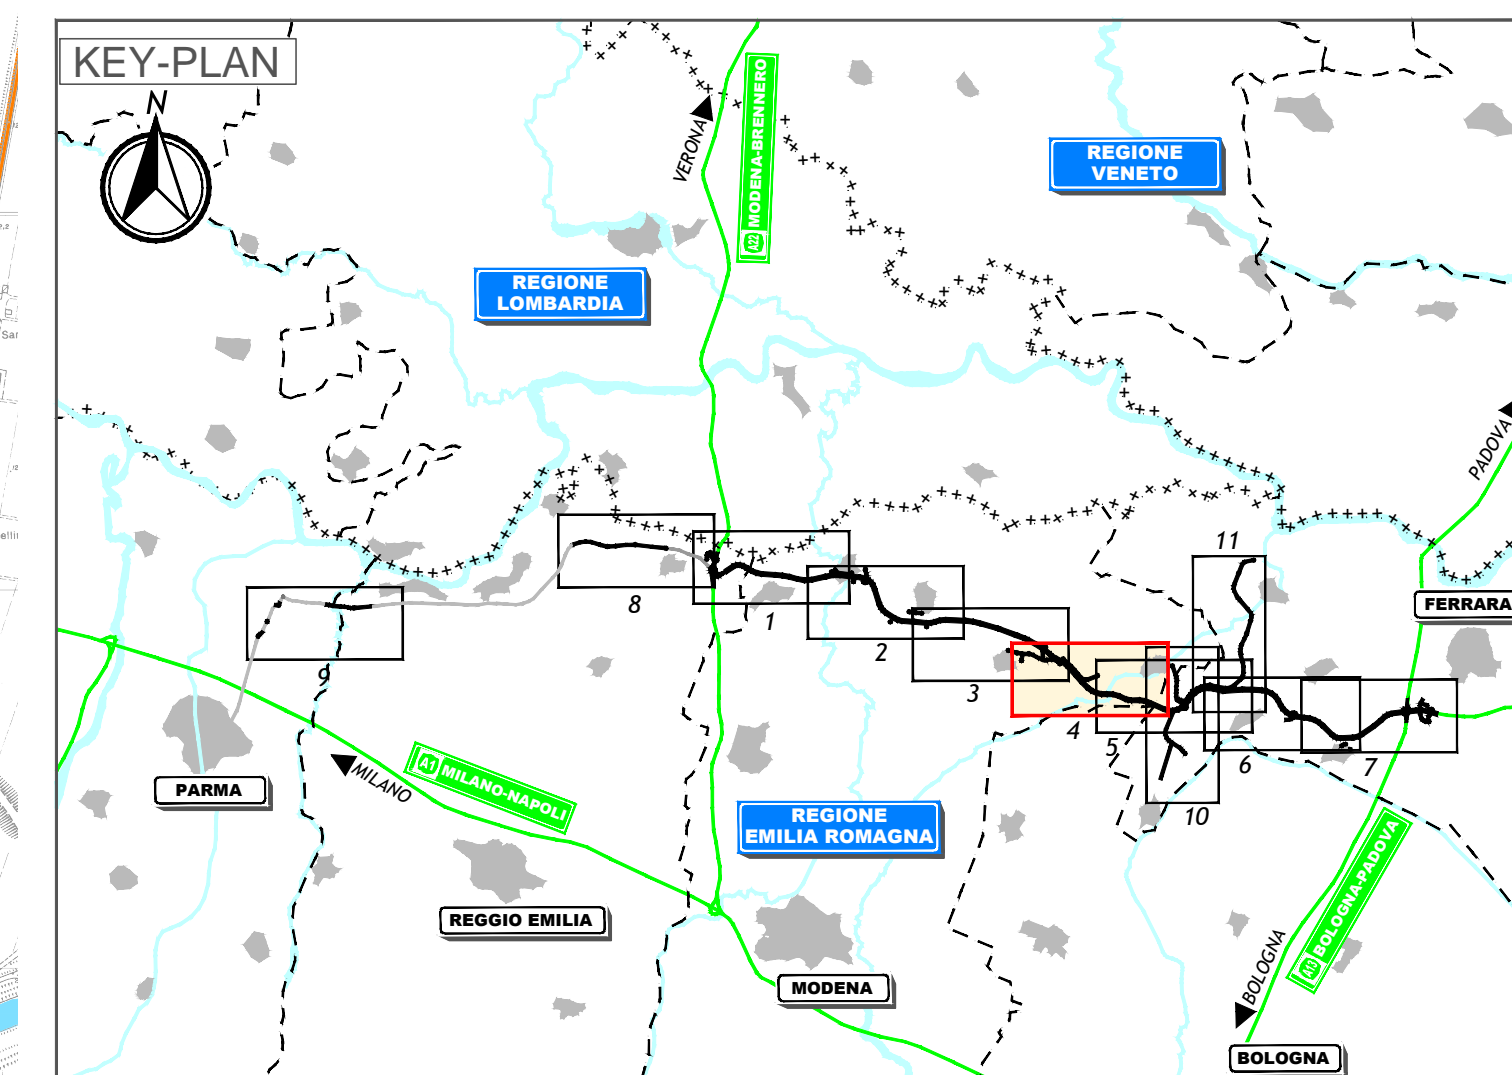 KEY-PLAN
N
VERONA
A22 MODENA-BRENNERO
REGIONE
VENETO
REGIONE
LOMBARDIA
PADOVA
11
FERRARA
8
1
2
3
9
4
5
6
7
10
PARMA
MILANO
A1 MILANO-NAPOLI
REGIONE
EMILIA ROMAGNA
REGGIO EMILIA
MODENA
A13 BOLOGNA-PADOVA
BOLOGNA
BOLOGNA